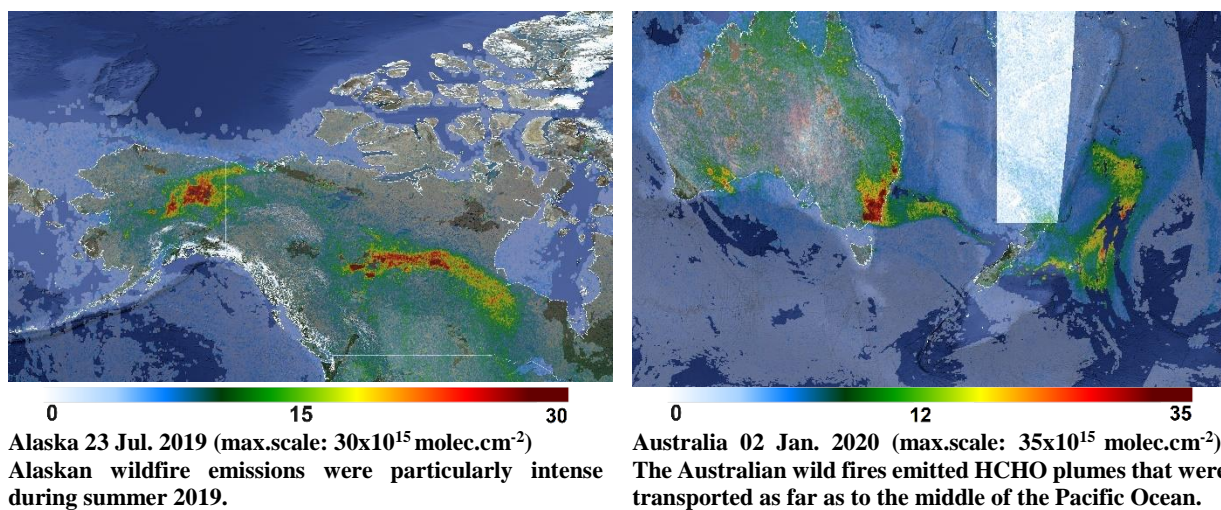 0 15 30
0 12 35
Alaska 23 Jul. 2019 (max.scale: 30x10¹⁵ molec.cm⁻²)
Alaskan wildfire emissions were particularly intense
during summer 2019.
Australia 02 Jan. 2020 (max.scale: 35x10¹⁵ molec.cm⁻²)
The Australian wild fires emitted HCHO plumes that were
transported as far as to the middle of the Pacific Ocean.